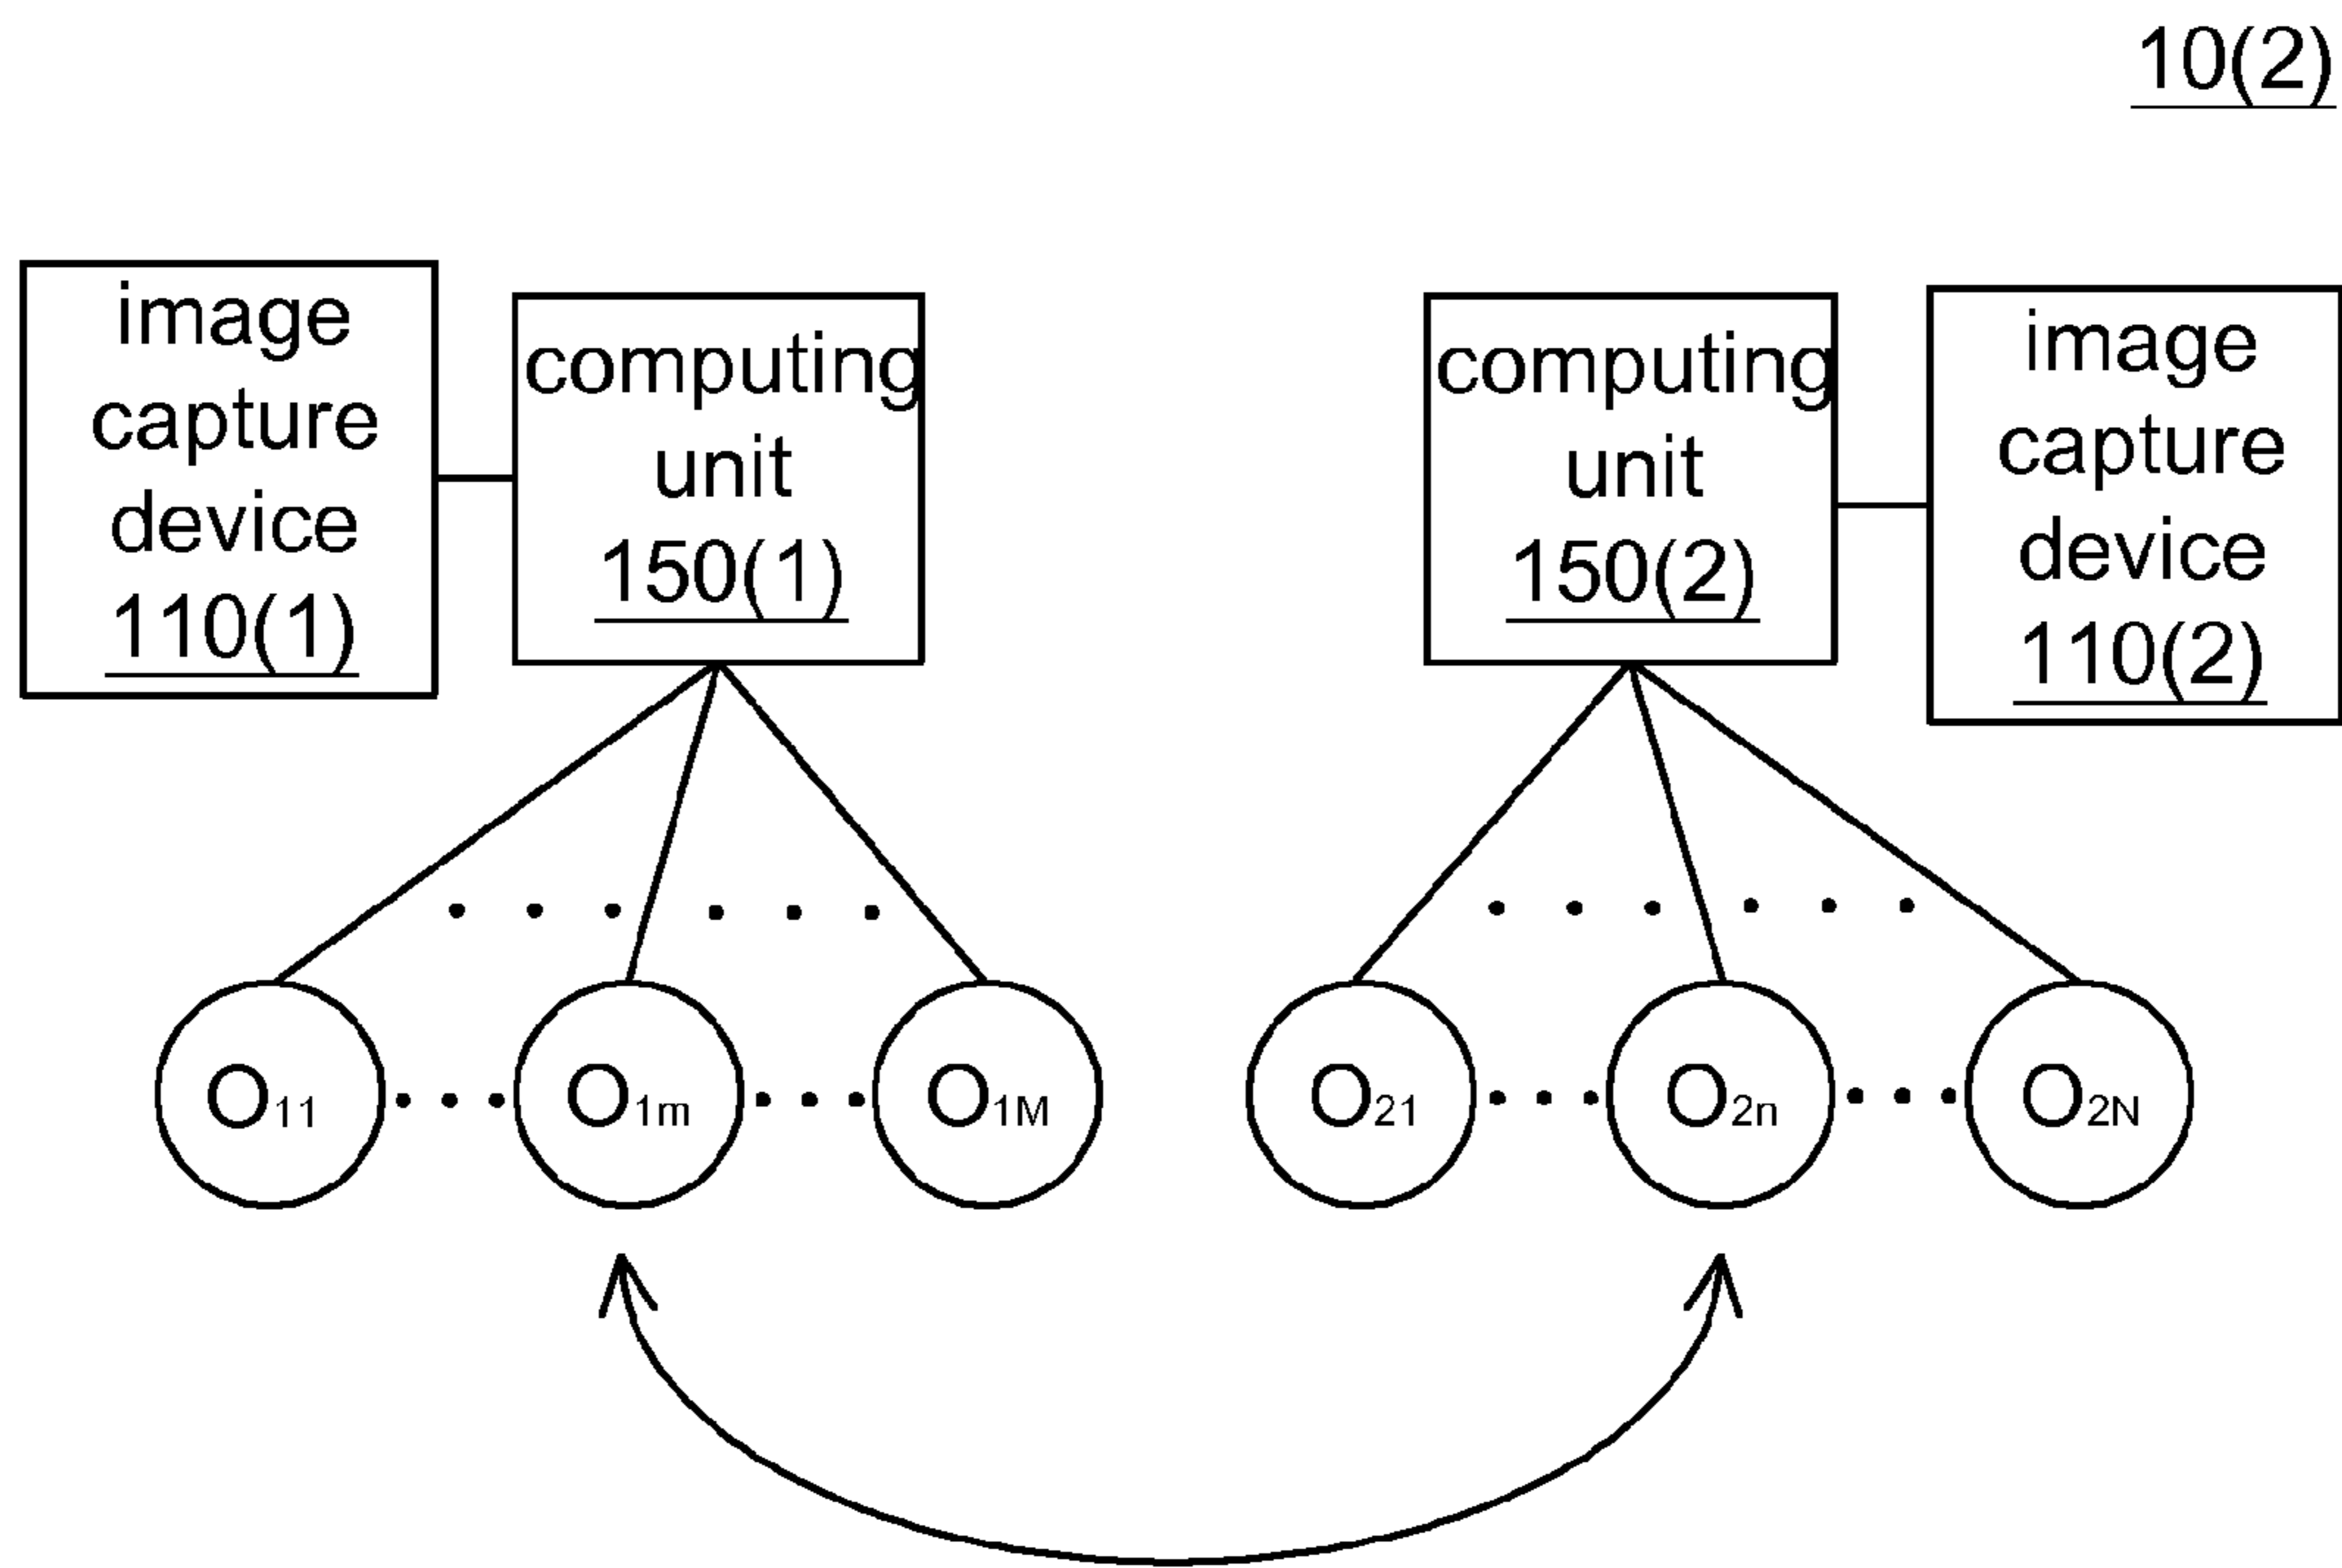 10(2)
image
capture
device
110(1)
computing
unit
150(1)
computing
unit
150(2)
image
capture
device
110(2)
O11
O1m
O1M
O21
O2n
O2N